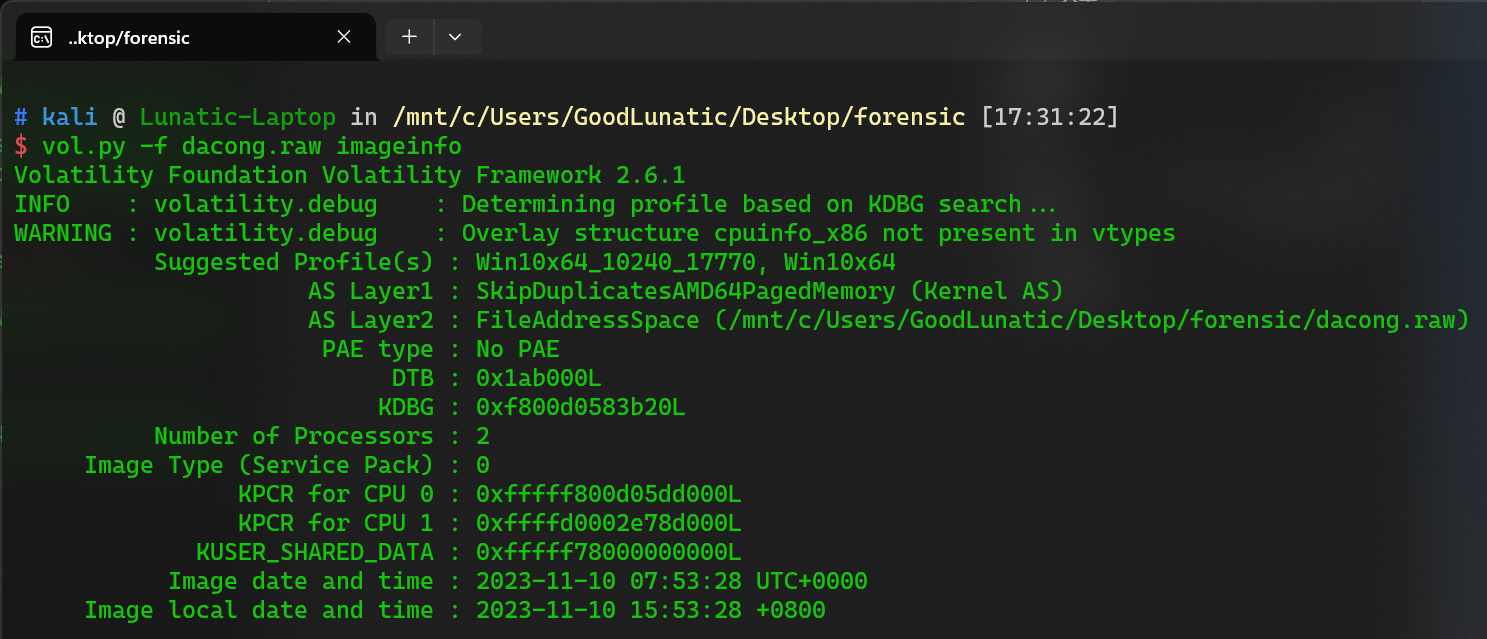 ..ktop/forensic
# kali @ Lunatic-Laptop in /mnt/c/Users/GoodLunatic/Desktop/forensic [17:31:22]
$ vol.py -f dacong.raw imageinfo
Volatility Foundation Volatility Framework 2.6.1
INFO    : volatility.debug    : Determining profile based on KDBG search...
WARNING : volatility.debug    : Overlay structure cpuinfo_x86 not present in vtypes
          Suggested Profile(s) : Win10x64_10240_17770, Win10x64
                     AS Layer1 : SkipDuplicatesAMD64PagedMemory (Kernel AS)
                     AS Layer2 : FileAddressSpace (/mnt/c/Users/GoodLunatic/Desktop/forensic/dacong.raw)
                      PAE type : No PAE
                           DTB : 0x1ab000L
                          KDBG : 0xf800d0583b20L
          Number of Processors : 2
     Image Type (Service Pack) : 0
                KPCR for CPU 0 : 0xfffff800d05dd000L
                KPCR for CPU 1 : 0xffffd0002e78d000L
             KUSER_SHARED_DATA : 0xfffff78000000000L
           Image date and time : 2023-11-10 07:53:28 UTC+0000
     Image local date and time : 2023-11-10 15:53:28 +0800